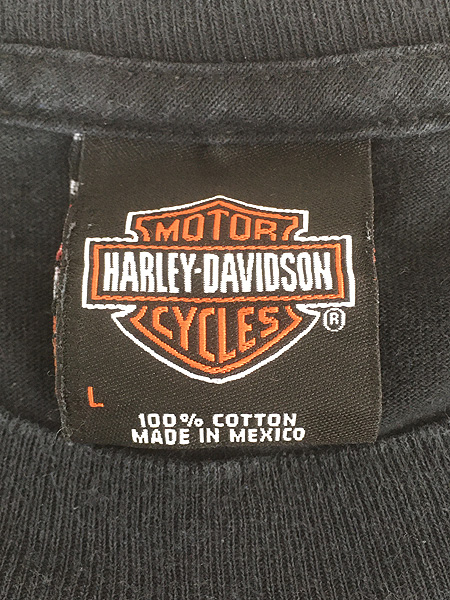 MOTOR
HARLEY-DAVIDSON
CYCLES
®
L
100% COTTON
MADE IN MEXICO